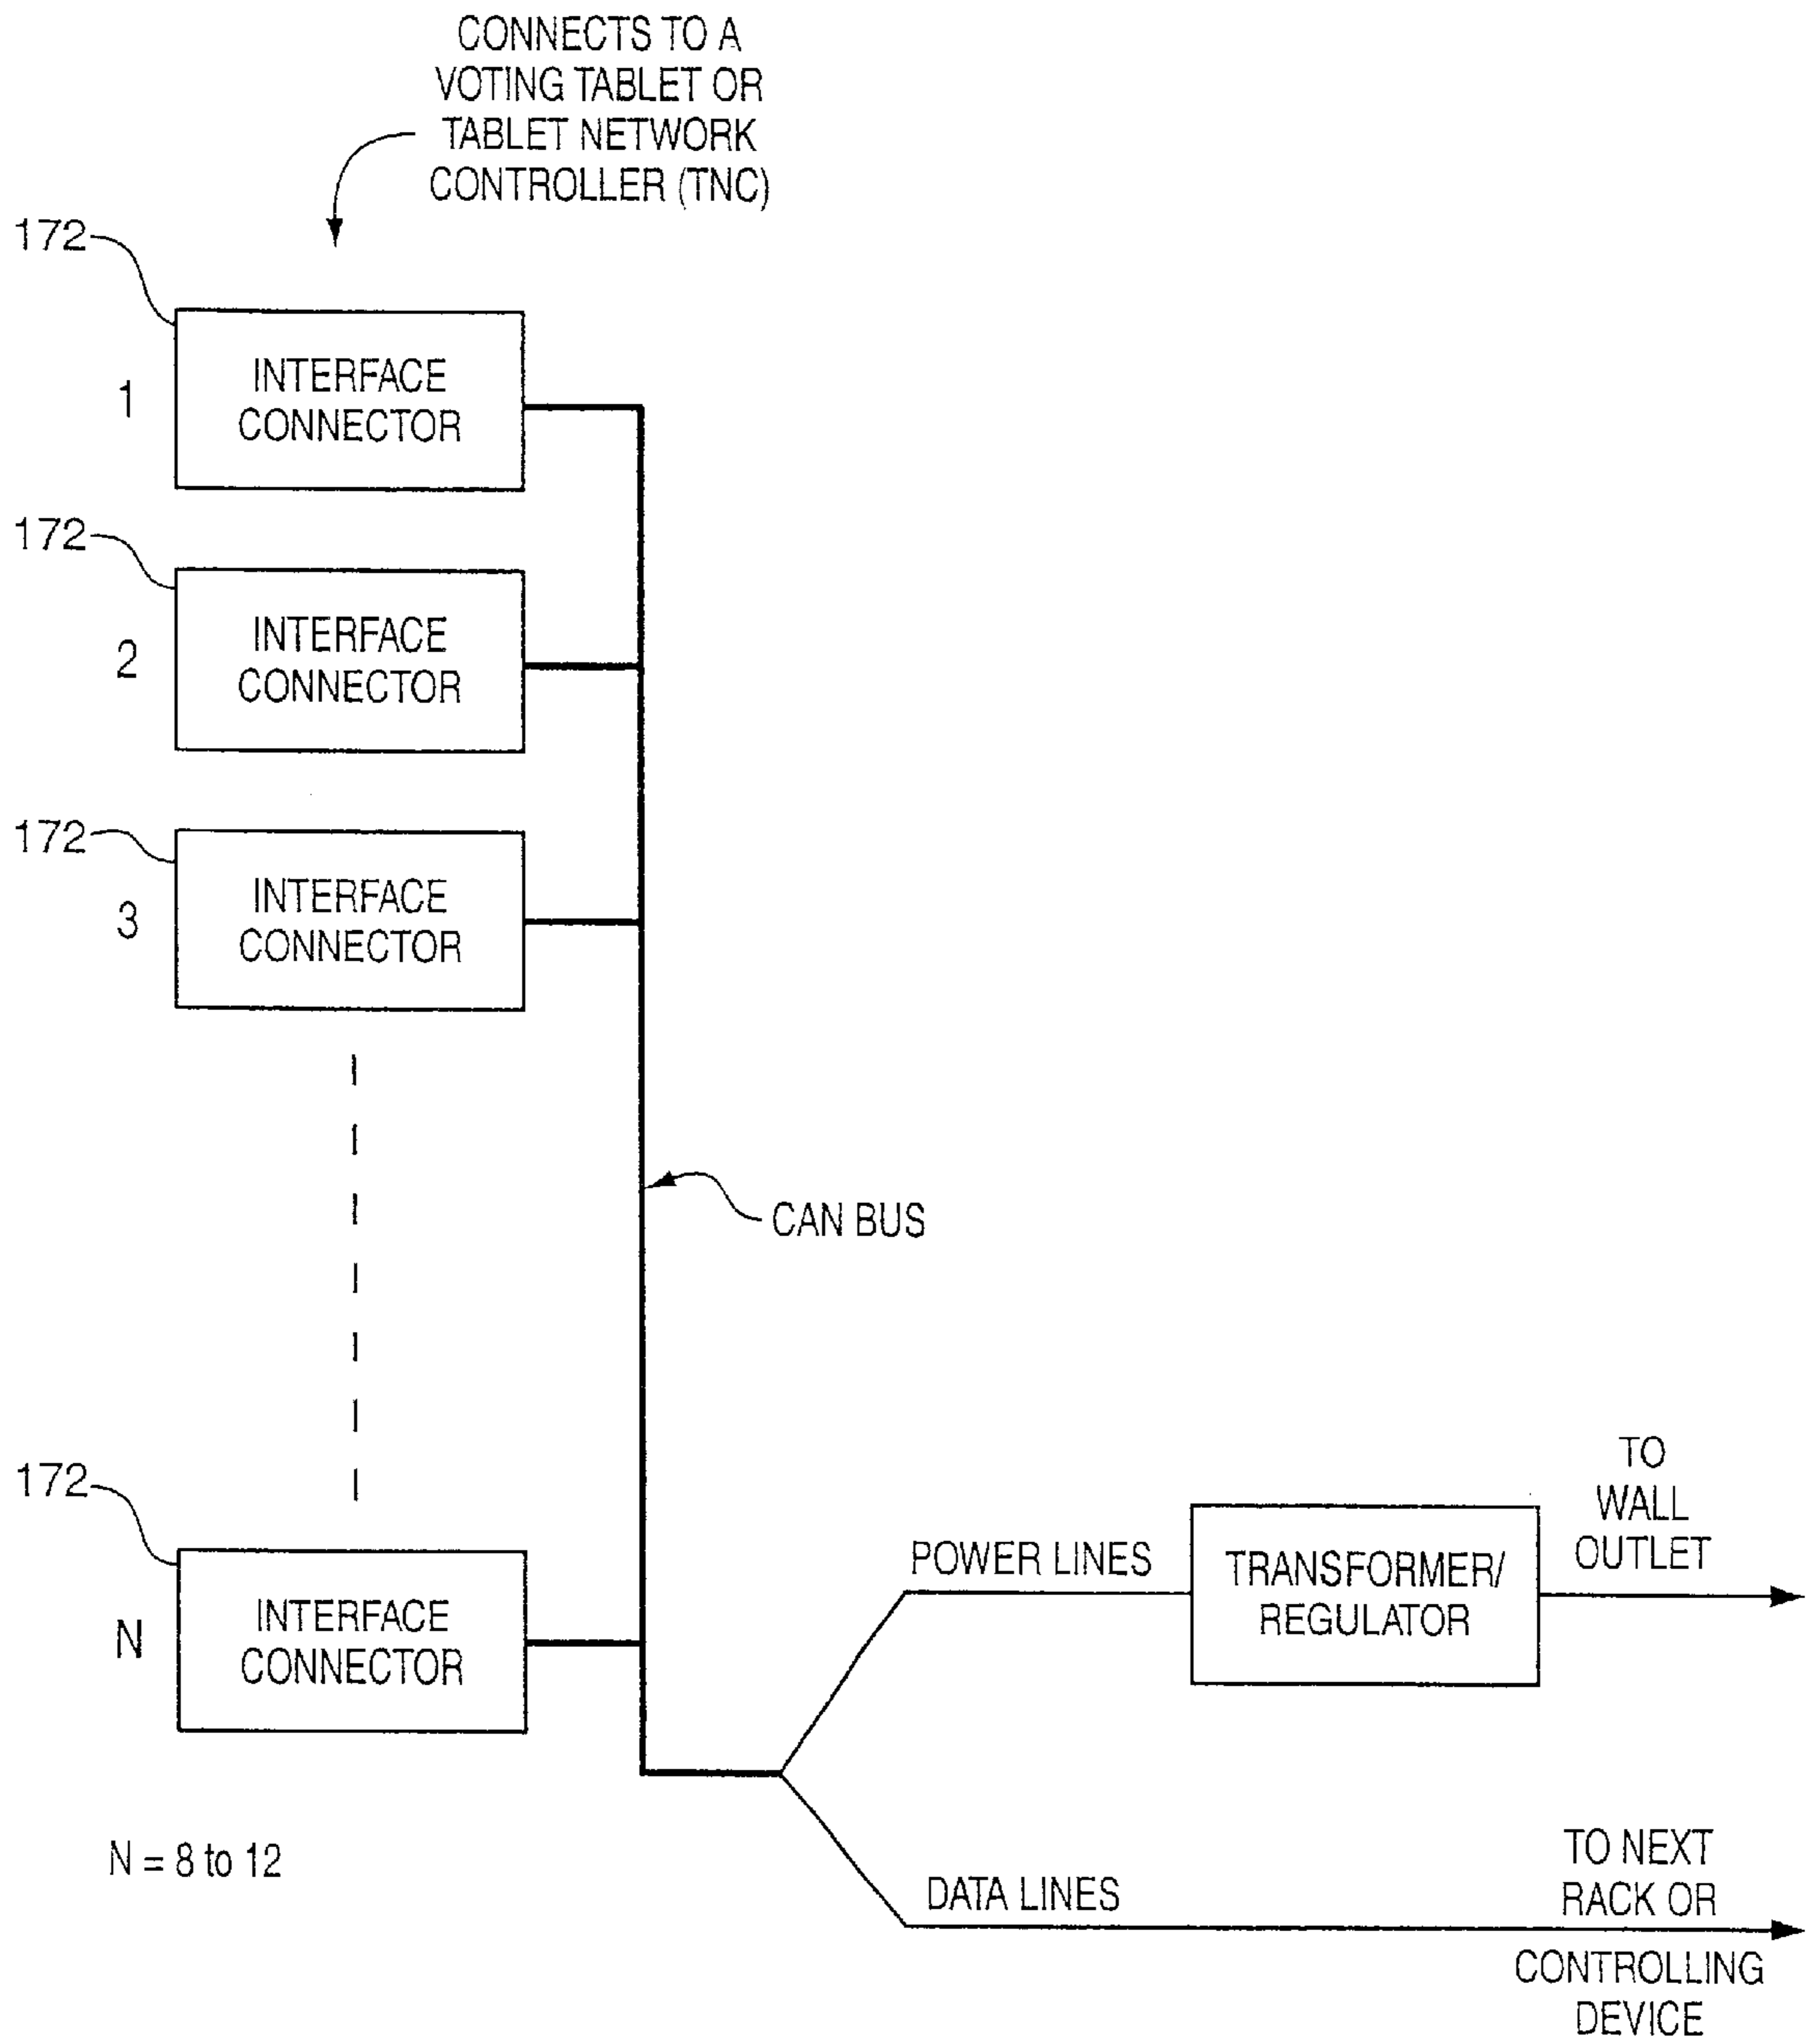 CONNECTS TO A
VOTING TABLET OR
TABLET NETWORK
CONTROLLER (TNC)
172
1
INTERFACE
CONNECTOR
172
2
INTERFACE
CONNECTOR
172
3
INTERFACE
CONNECTOR
CAN BUS
172
N
INTERFACE
CONNECTOR
POWER LINES
TRANSFORMER/
REGULATOR
TO
WALL
OUTLET
N = 8 to 12
DATA LINES
TO NEXT
RACK OR
CONTROLLING
DEVICE